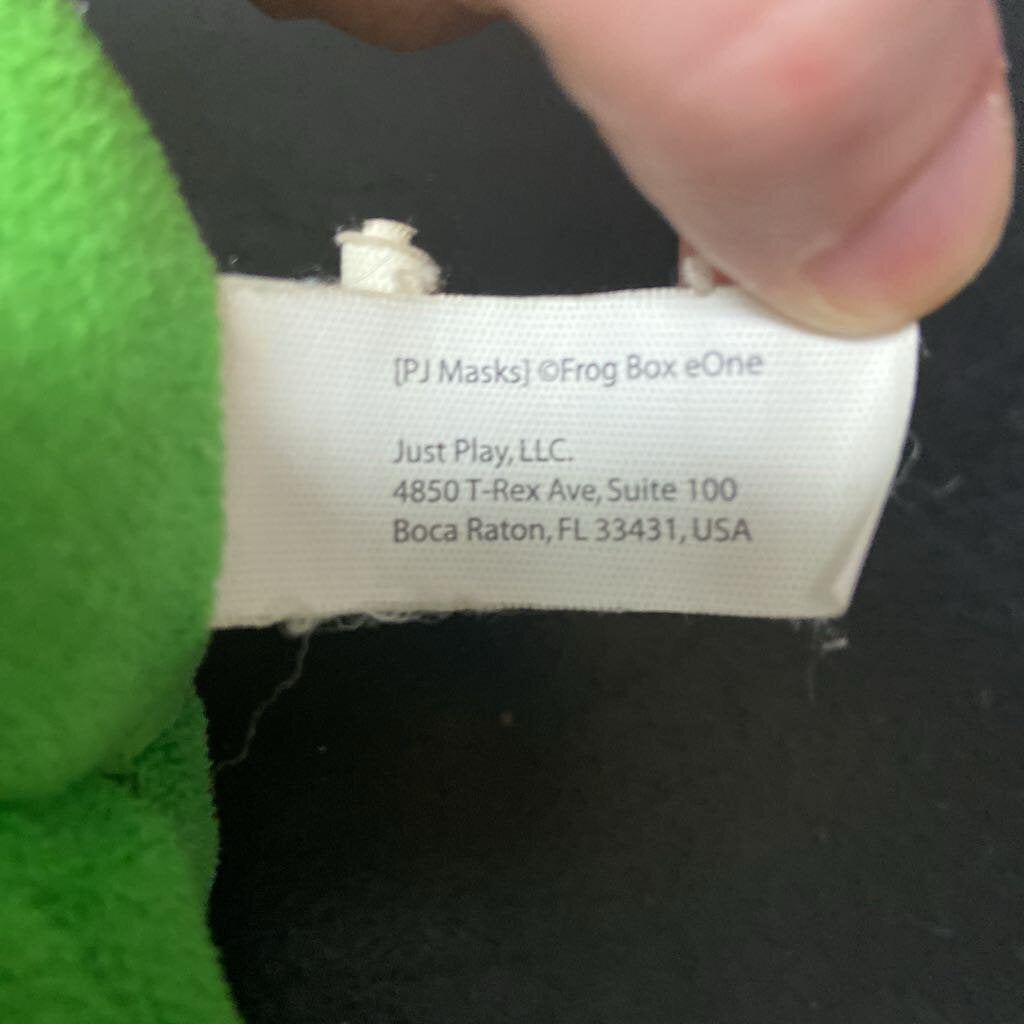 [PJ Masks] ©Frog Box eOne
Just Play, LLC.
4850 T-Rex Ave, Suite 100
Boca Raton, FL 33431, USA